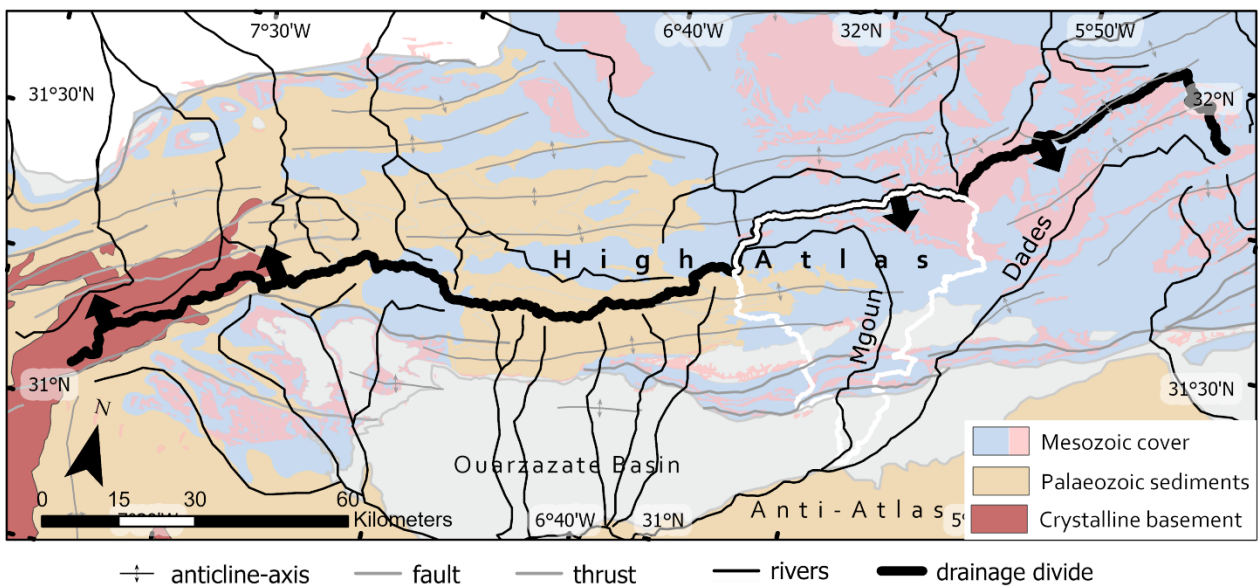 7°30'W
6°40'W
32°N
5°50'W
31°30'N
32°N
High Atlas
Dades
Mgoun
31°N
31°30'N
N
Mesozoic cover
Palaeozoic sediments
Crystalline basement
Ouarzazate Basin
Anti-Atlas
0 15 30 60
Kilometers
6°40'W
31°N
anticline-axis
fault
thrust
rivers
drainage divide